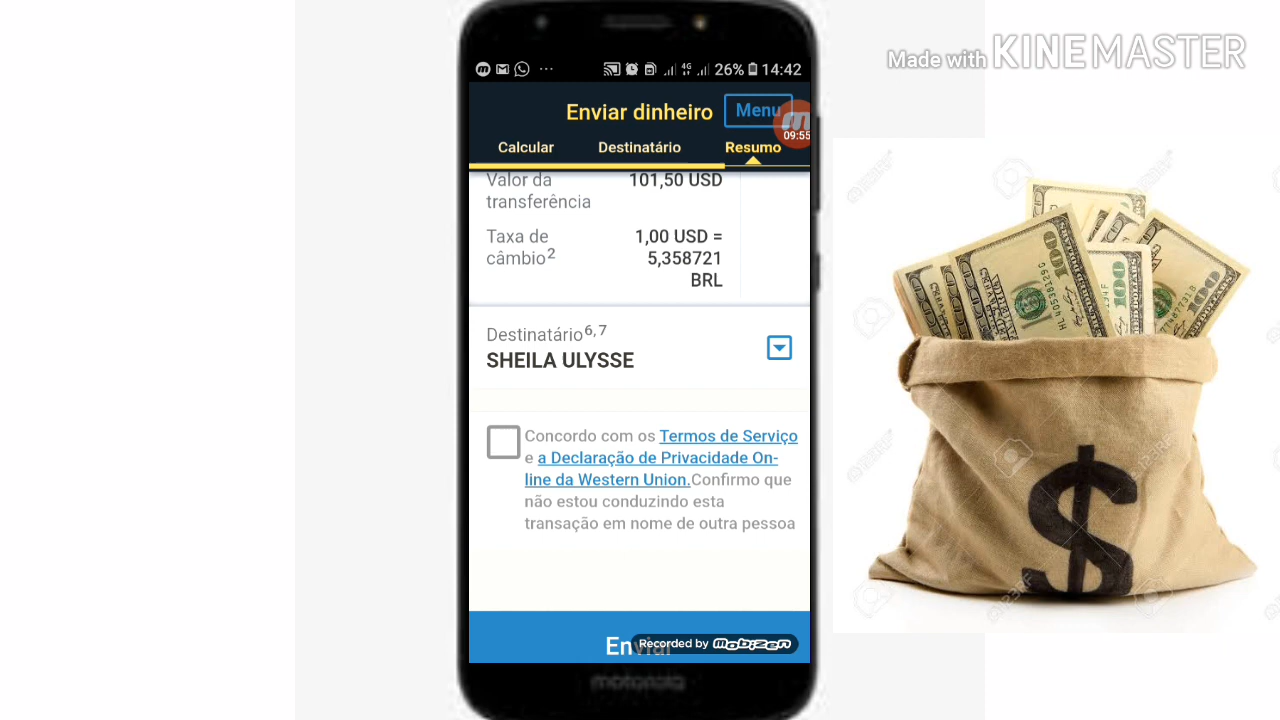 Made with KINEMASTER
26% 14:42
Enviar dinheiro
Menu
09:55
Calcular
Destinatário
Resumo
Valor da transferência
101,50 USD
Taxa de câmbio2
1,00 USD =
5,358721
BRL
Destinatário6,7
SHEILA ULYSSE
Concordo com os Termos de Serviço
e a Declaração de Privacidade On-
line da Western Union.Confirmo que
não estou conduzindo esta
transação em nome de outra pessoa
Enviar
Recorded by mobizen
motorola
$